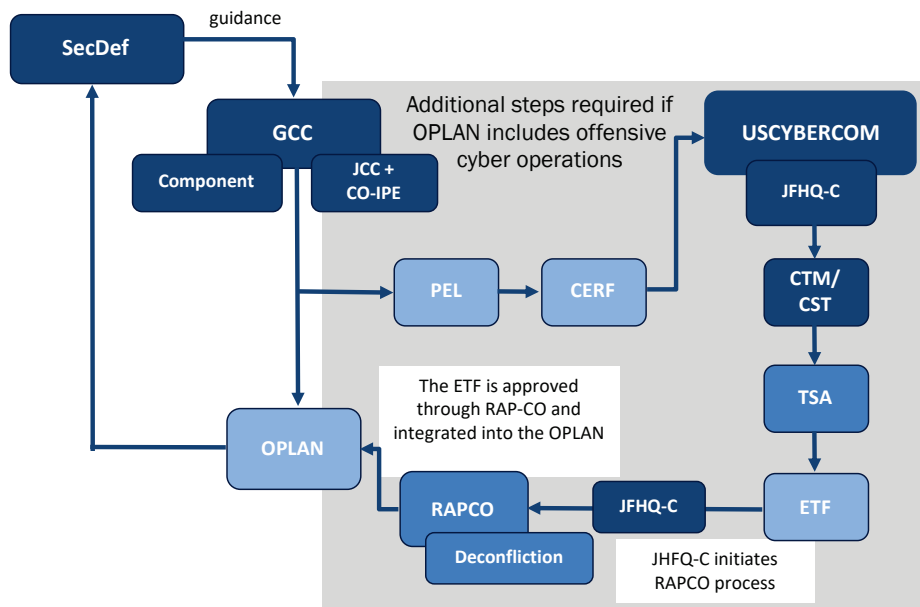 guidance
SecDef
Additional steps required if
OPLAN includes offensive
cyber operations
GCC
Component
JCC +
CO-IPE
USCYBERCOM
JFHQ-C
PEL
CERF
CTM/
CST
The ETF is approved
through RAP-CO and
integrated into the OPLAN
TSA
OPLAN
RAPCO
Deconfliction
JFHQ-C
ETF
JHFQ-C initiates
RAPCO process